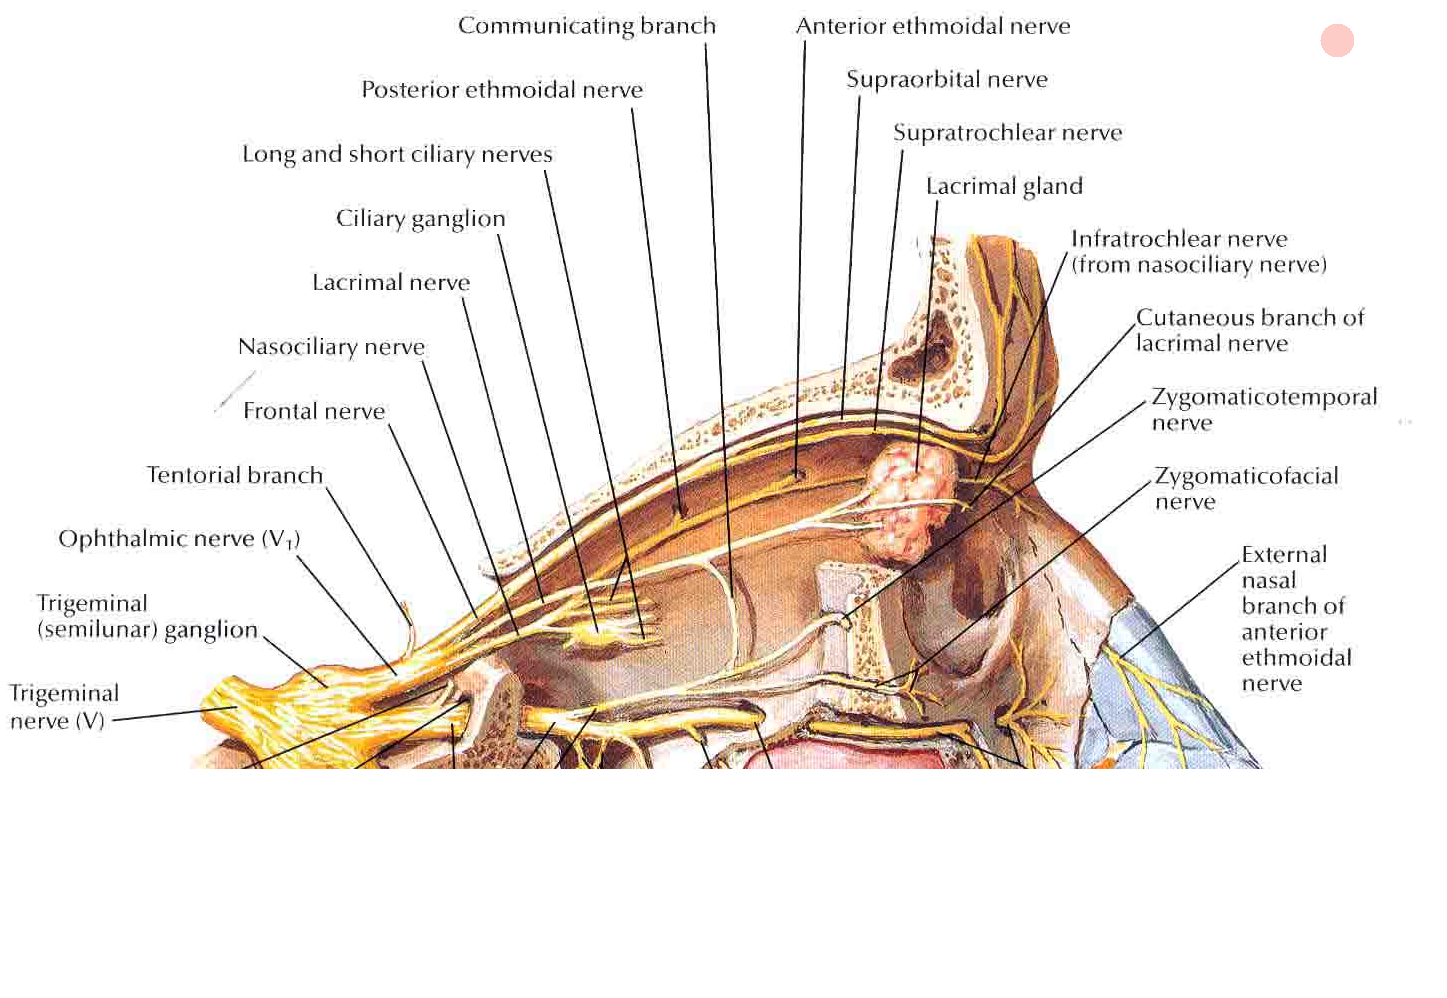 Communicating branch
Anterior ethmoidal nerve
Posterior ethmoidal nerve
Supraorbital nerve
Long and short ciliary nerves
Supratrochlear nerve
Ciliary ganglion
Lacrimal gland
Lacrimal nerve
Infratrochlear nerve
(from nasociliary nerve)
Nasociliary nerve
Cutaneous branch of
lacrimal nerve
Frontal nerve
Zygomaticotemporal
nerve
Tentorial branch
Zygomaticofacial
nerve
Ophthalmic nerve (V₁)
External
nasal
branch of
anterior
ethmoidal
nerve
Trigeminal
(semilunar) ganglion
Trigeminal
nerve (V)